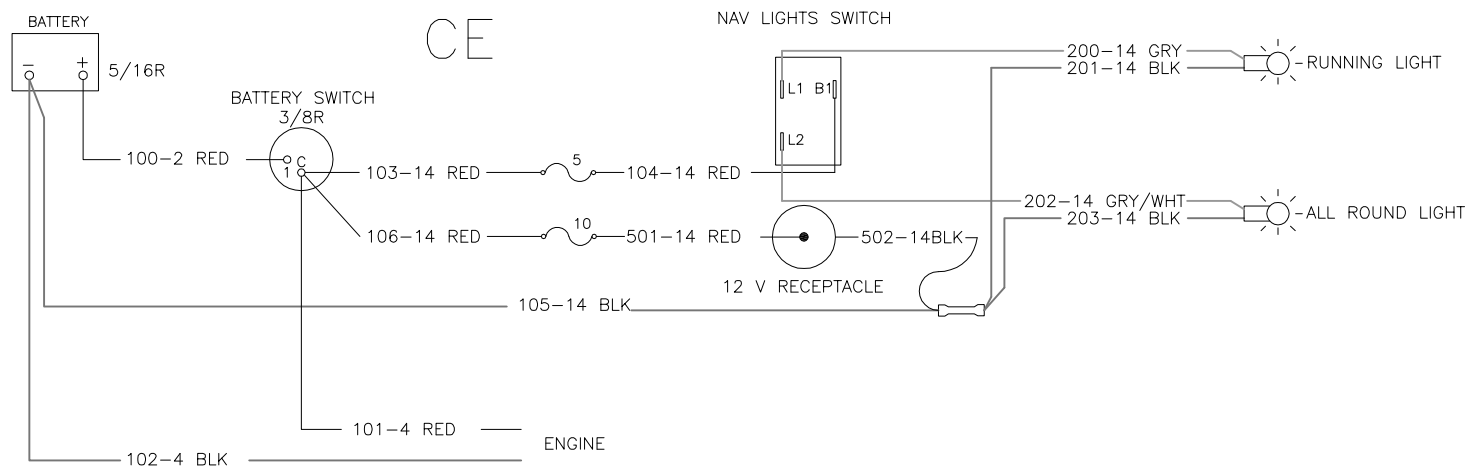 BATTERY
NAV LIGHTS SWITCH
CE
- +
5/16R
200-14 GRY
201-14 BLK
RUNNING LIGHT
BATTERY SWITCH
3/8R
L1 B1
L2
100-2 RED
C
1
103-14 RED
5
104-14 RED
202-14 GRY/WHT
203-14 BLK
ALL ROUND LIGHT
106-14 RED
10
501-14 RED
502-14BLK
12 V RECEPTACLE
105-14 BLK
101-4 RED
ENGINE
102-4 BLK